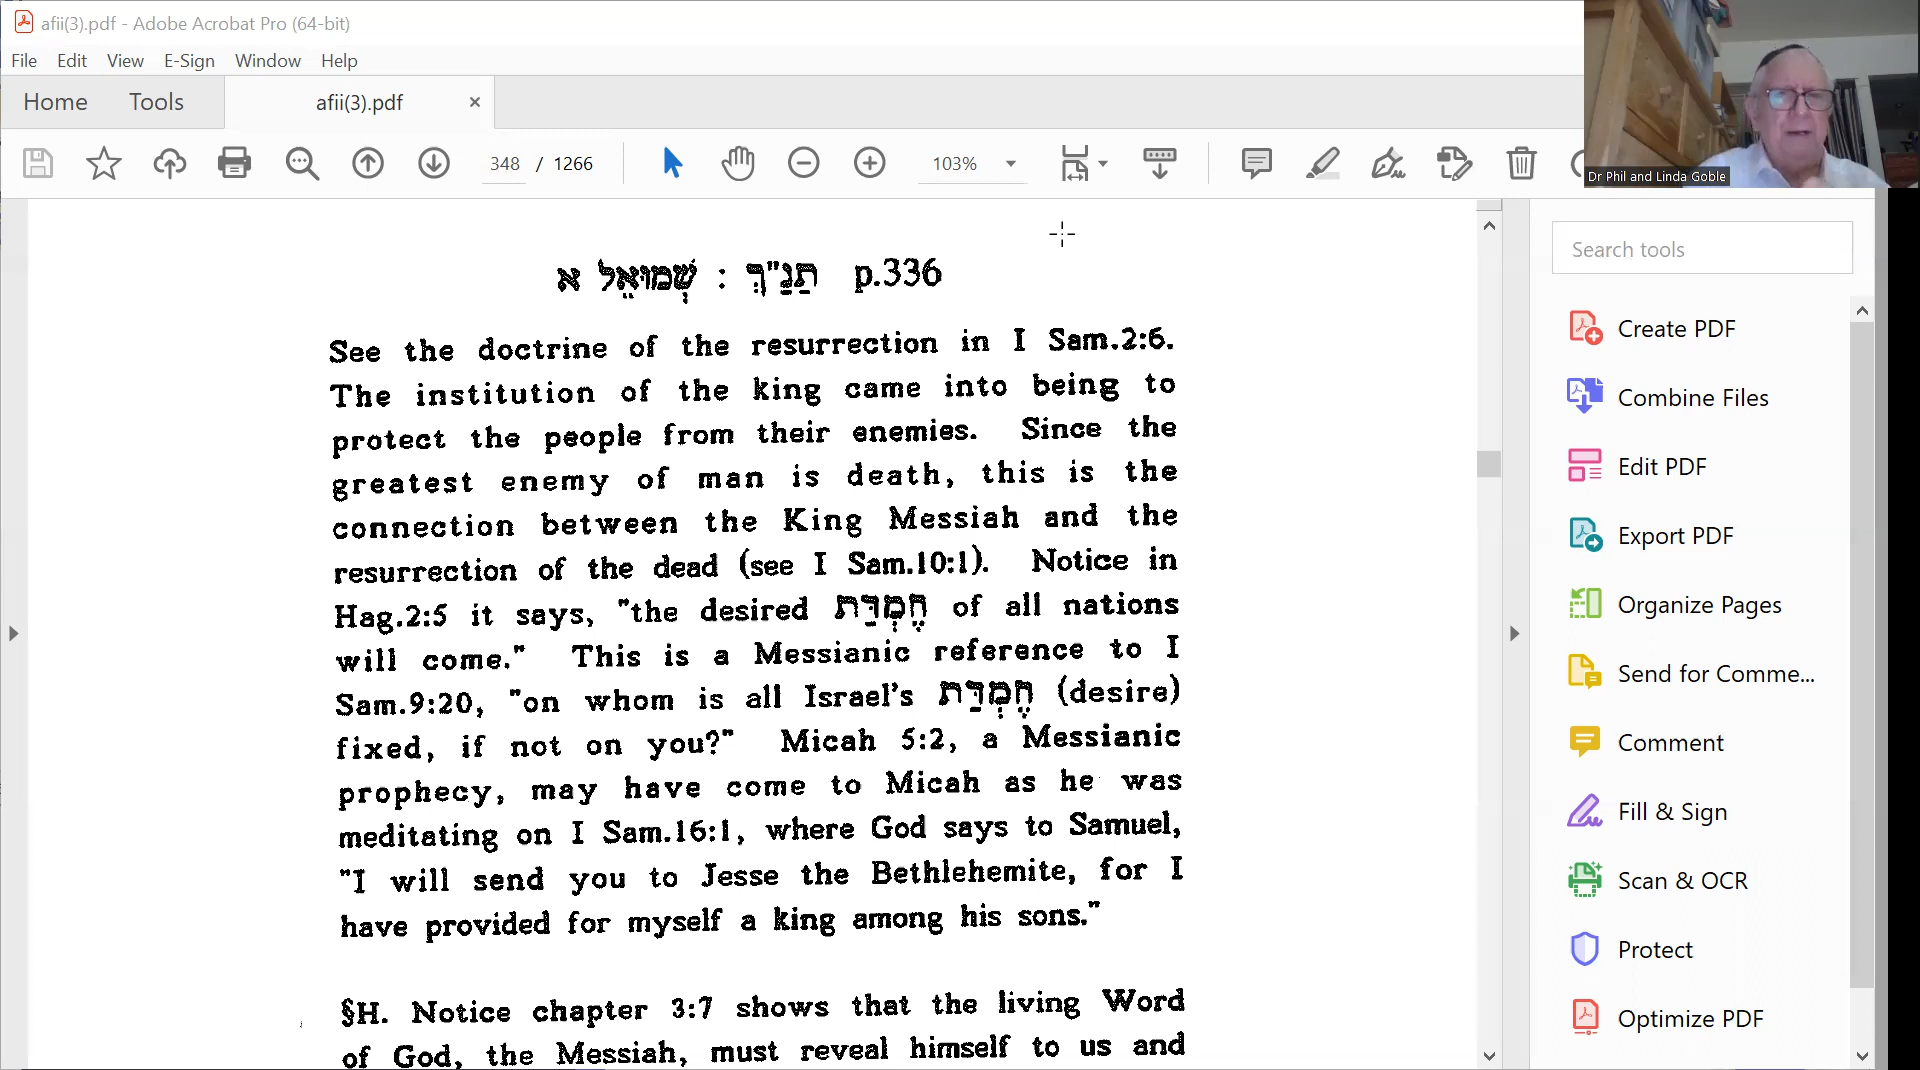 afii(3).pdf - Adobe Acrobat Pro (64-bit)
File Edit View E-Sign Window Help
Home Tools afii(3).pdf ×
348 / 1266 103%
Dr Phil and Linda Goble
תַנַ"ךְ : שְׁמוּאֵל א p.336
See the doctrine of the resurrection in I Sam.2:6.
The institution of the king came into being to
protect the people from their enemies. Since the
greatest enemy of man is death, this is the
connection between the King Messiah and the
resurrection of the dead (see I Sam.10:1). Notice in
Hag.2:5 it says, "the desired חֶמְדַּת of all nations
will come." This is a Messianic reference to I
Sam.9:20, "on whom is all Israel's חֶמְדַּת (desire)
fixed, if not on you?" Micah 5:2, a Messianic
prophecy, may have come to Micah as he was
meditating on I Sam.16:1, where God says to Samuel,
"I will send you to Jesse the Bethlehemite, for I
have provided for myself a king among his sons."
§H. Notice chapter 3:7 shows that the living Word
of God, the Messiah, must reveal himself to us and
Search tools
Create PDF
Combine Files
Edit PDF
Export PDF
Organize Pages
Send for Comme...
Comment
Fill & Sign
Scan & OCR
Protect
Optimize PDF